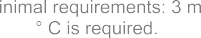 inimal requirements: 3 m
° C is required.